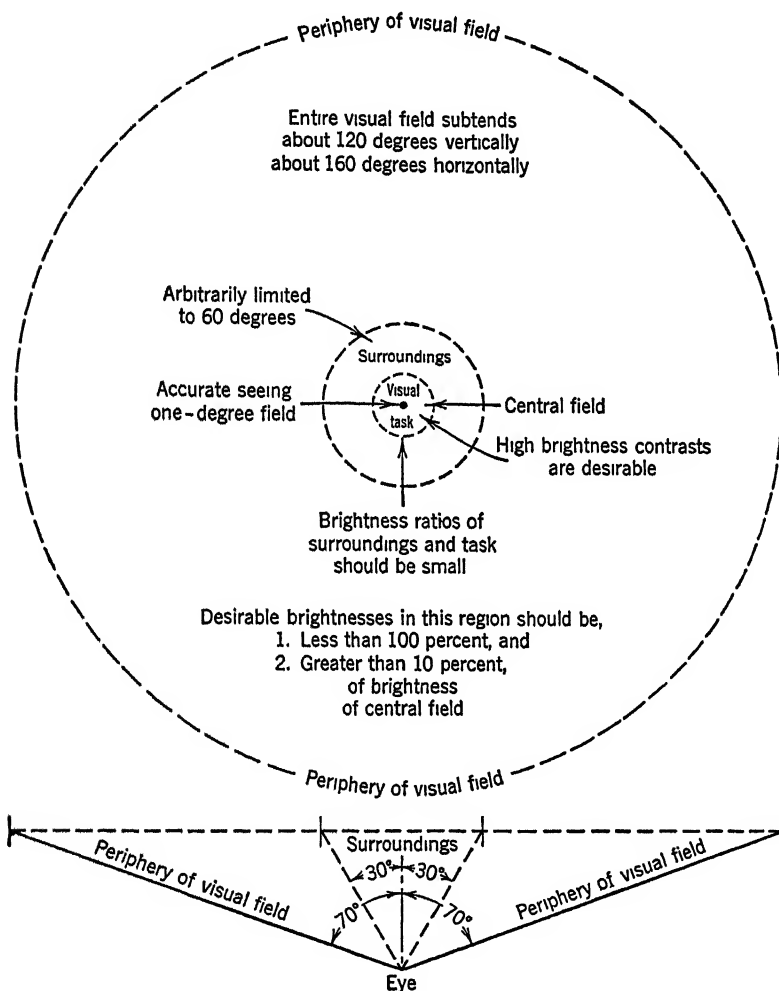 Periphery of visual field
Entire visual field subtends
about 120 degrees vertically
about 160 degrees horizontally
Arbitrarily limited
to 60 degrees
Surroundings
Accurate seeing
one-degree field
Visual
task
Central field
High brightness contrasts
are desirable
Brightness ratios of
surroundings and task
should be small
Desirable brightnesses in this region should be,
1. Less than 100 percent, and
2. Greater than 10 percent,
of brightness
of central field
Periphery of visual field
Surroundings
Periphery of visual field
30°
30°
Periphery of visual field
70°
70°
Eye